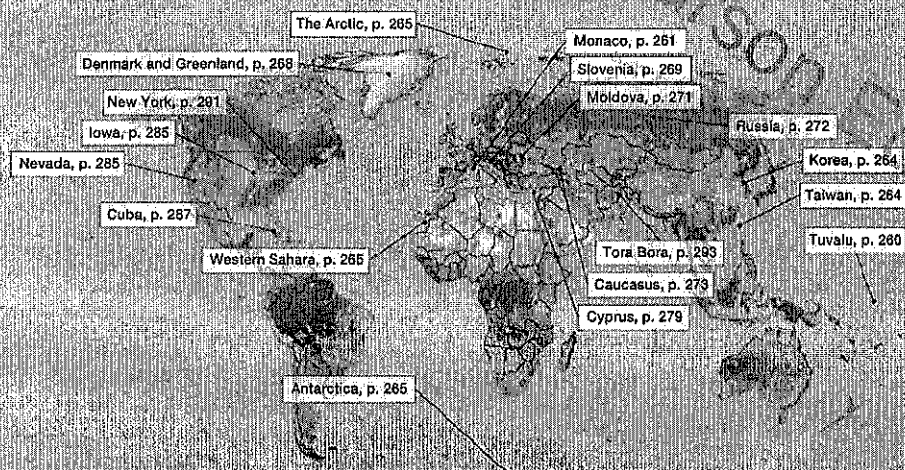 The Arctic, p. 265
Monaco, p. 261
Denmark and Greenland, p. 268
Slovenia, p. 269
Moldova, p. 271
New York, p. 291
Russia, p. 272
Iowa, p. 285
Nevada, p. 285
Korea, p. 264
Taiwan, p. 264
Cuba, p. 287
Tuvalu, p. 260
Western Sahara, p. 265
Tora Bora, p. 293
Caucasus, p. 273
Cyprus, p. 279
Antarctica, p. 265